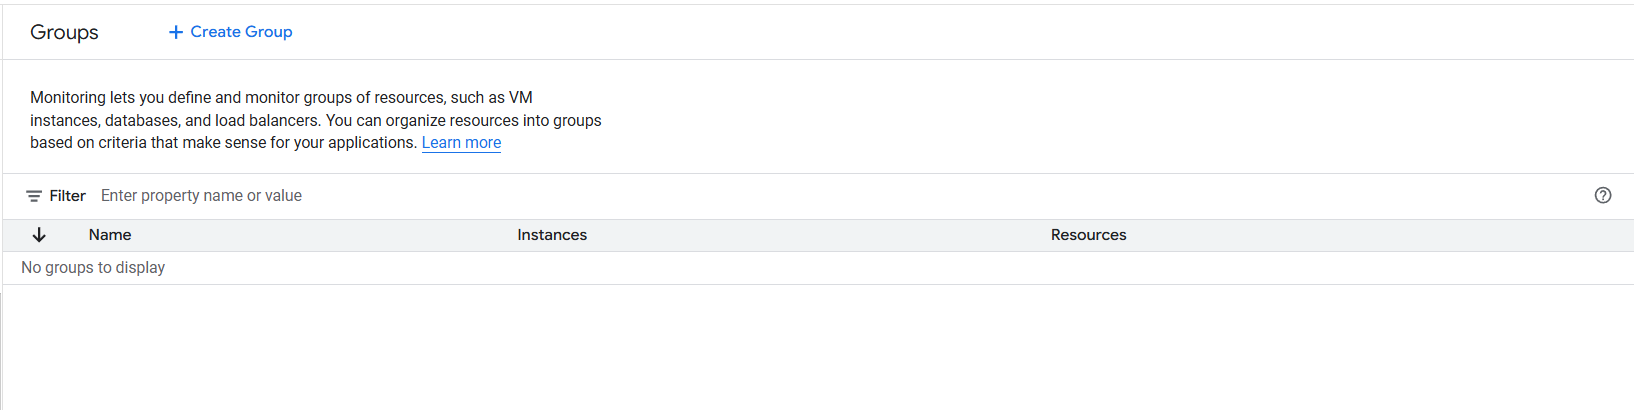 Groups
+ Create Group
Monitoring lets you define and monitor groups of resources, such as VM
instances, databases, and load balancers. You can organize resources into groups
based on criteria that make sense for your applications. Learn more
Filter Enter property name or value
Name Instances Resources
No groups to display